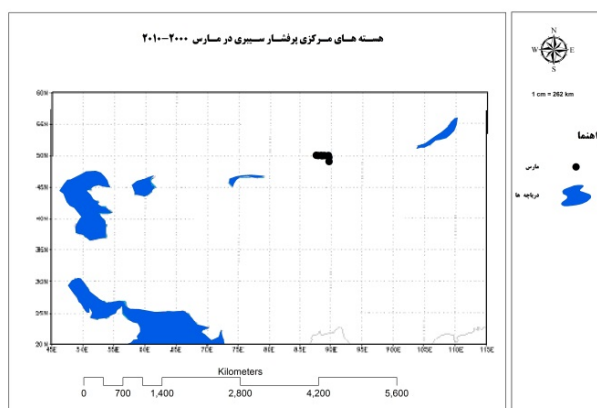 هسته های مرکزی پرفشار سیبری در مارس ۲۰۰۰-۲۰۱۰
60N
55N
50N
45N
40N
35N
30N
25N
20N
45E 50E 55E 60E 65E 70E 75E 80E 85E 90E 95E 100E 105E 110E 115E
Kilometers
0 700 1,400 2,800 4,200 5,600
N
W E
S
1 cm = 262 km
اهنما
مارس
دریاچه ها